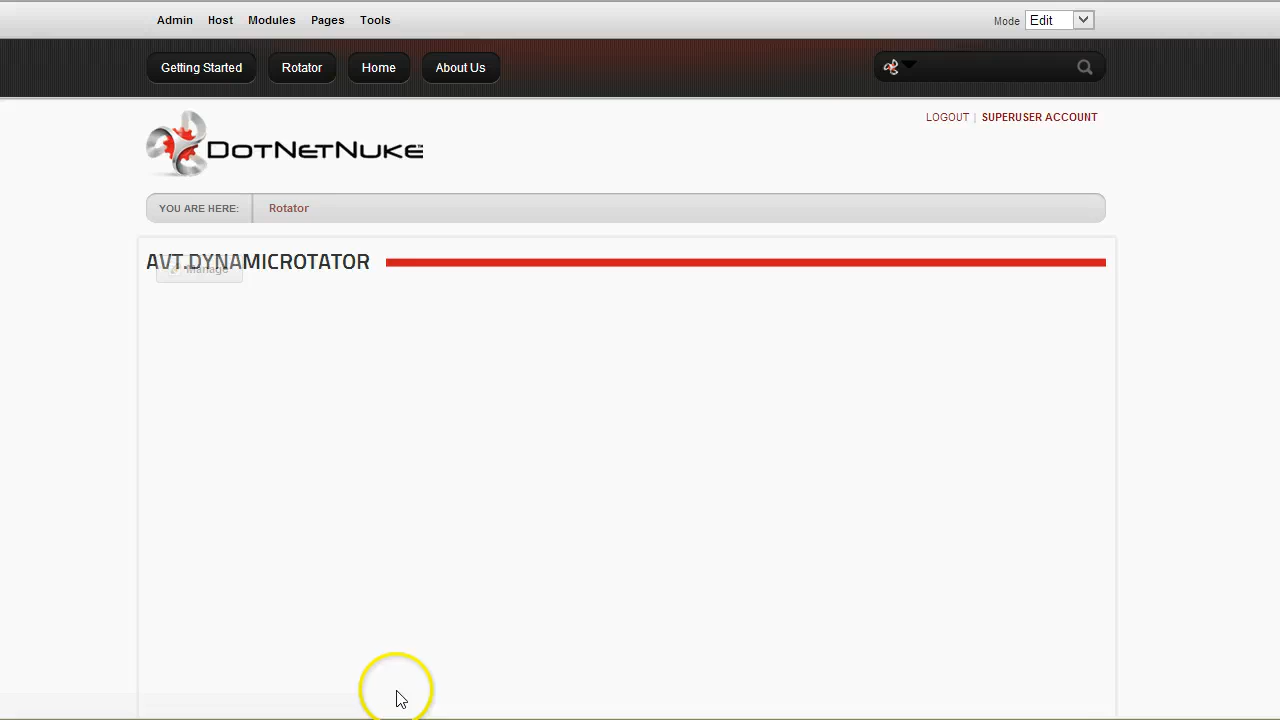 Admin Host Modules Pages Tools Mode Edit
Getting Started Rotator Home About Us
LOGOUT | SUPERUSER ACCOUNT
DOTNETNUKE
YOU ARE HERE: Rotator
AVT.DYNAMICROTATOR
Manage